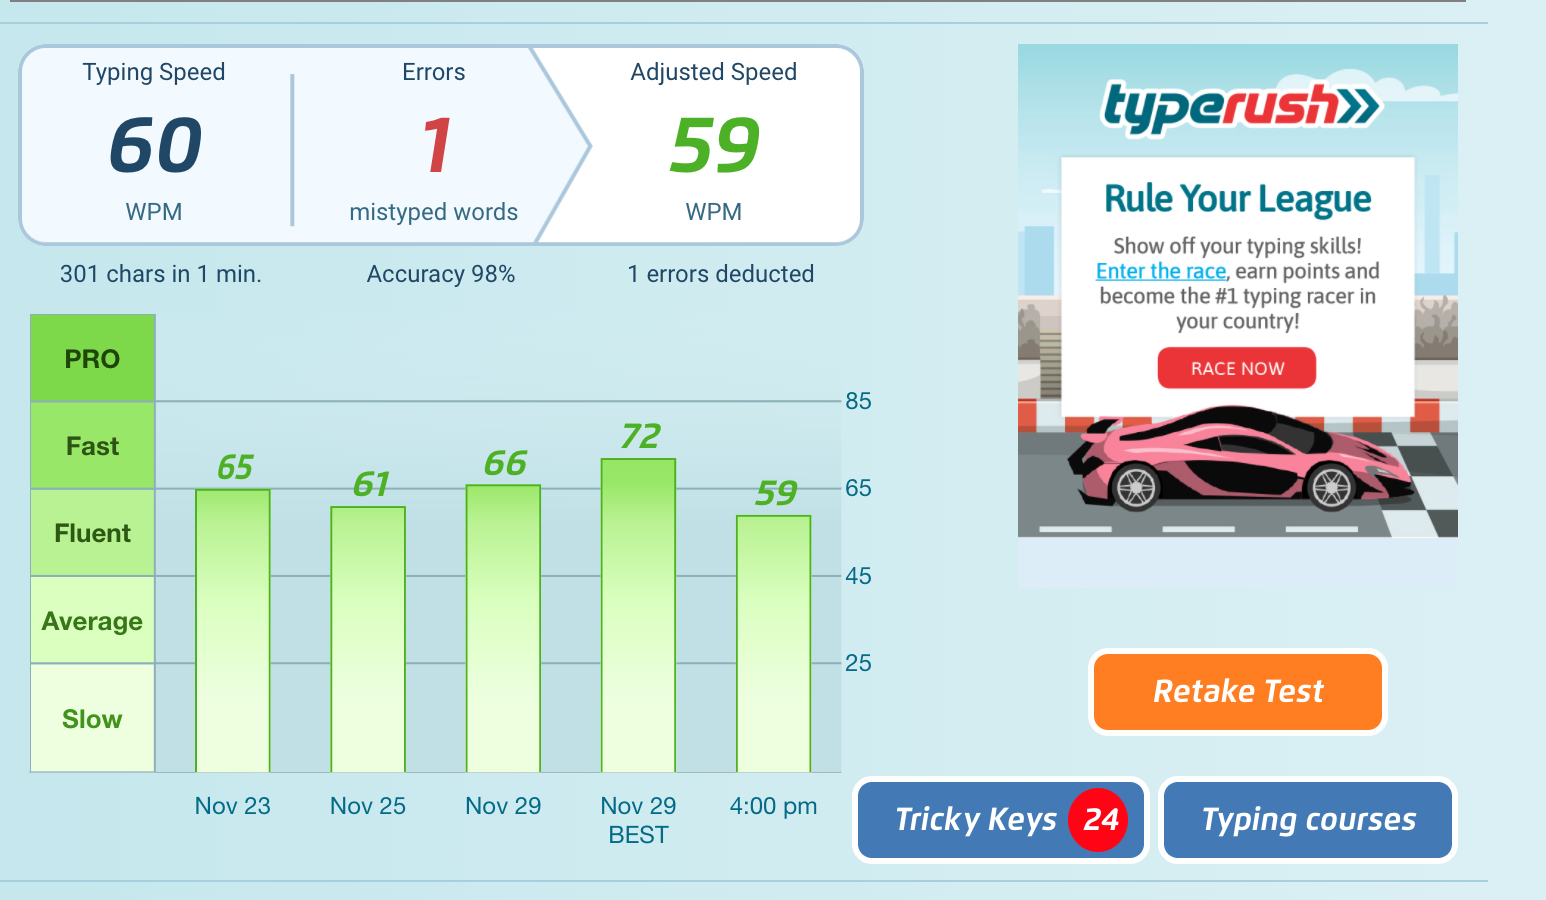 Typing Speed
60
WPM
301 chars in 1 min.
Errors
1
mistyped words
Accuracy 98%
Adjusted Speed
59
WPM
1 errors deducted
PRO
Fast
Fluent
Average
Slow
85
65
45
25
65
61
66
72
59
Nov 23
Nov 25
Nov 29
Nov 29
BEST
4:00 pm
typerush
Rule Your League
Show off your typing skills!
Enter the race, earn points and
become the #1 typing racer in
your country!
RACE NOW
Retake Test
Tricky Keys 24
Typing courses